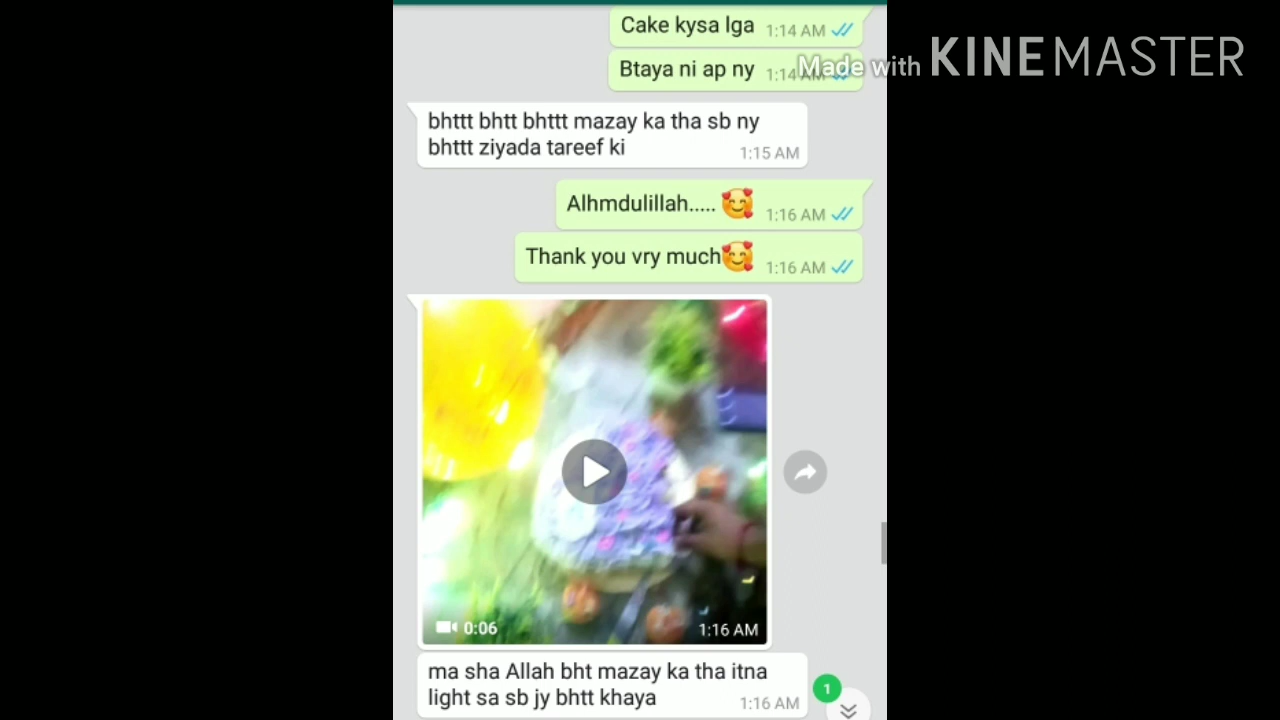 Cake kysa lga 1:14 AM
Made with KINEMASTER
Btaya ni ap ny 1:14 AM
bhttt bhtt bhttt mazay ka tha sb ny
bhttt ziyada tareef ki 1:15 AM
Alhmdulillah..... 🥰 1:16 AM
Thank you vry much🥰 1:16 AM
0:06 1:16 AM
ma sha Allah bht mazay ka tha itna
light sa sb jy bhtt khaya 1:16 AM
1